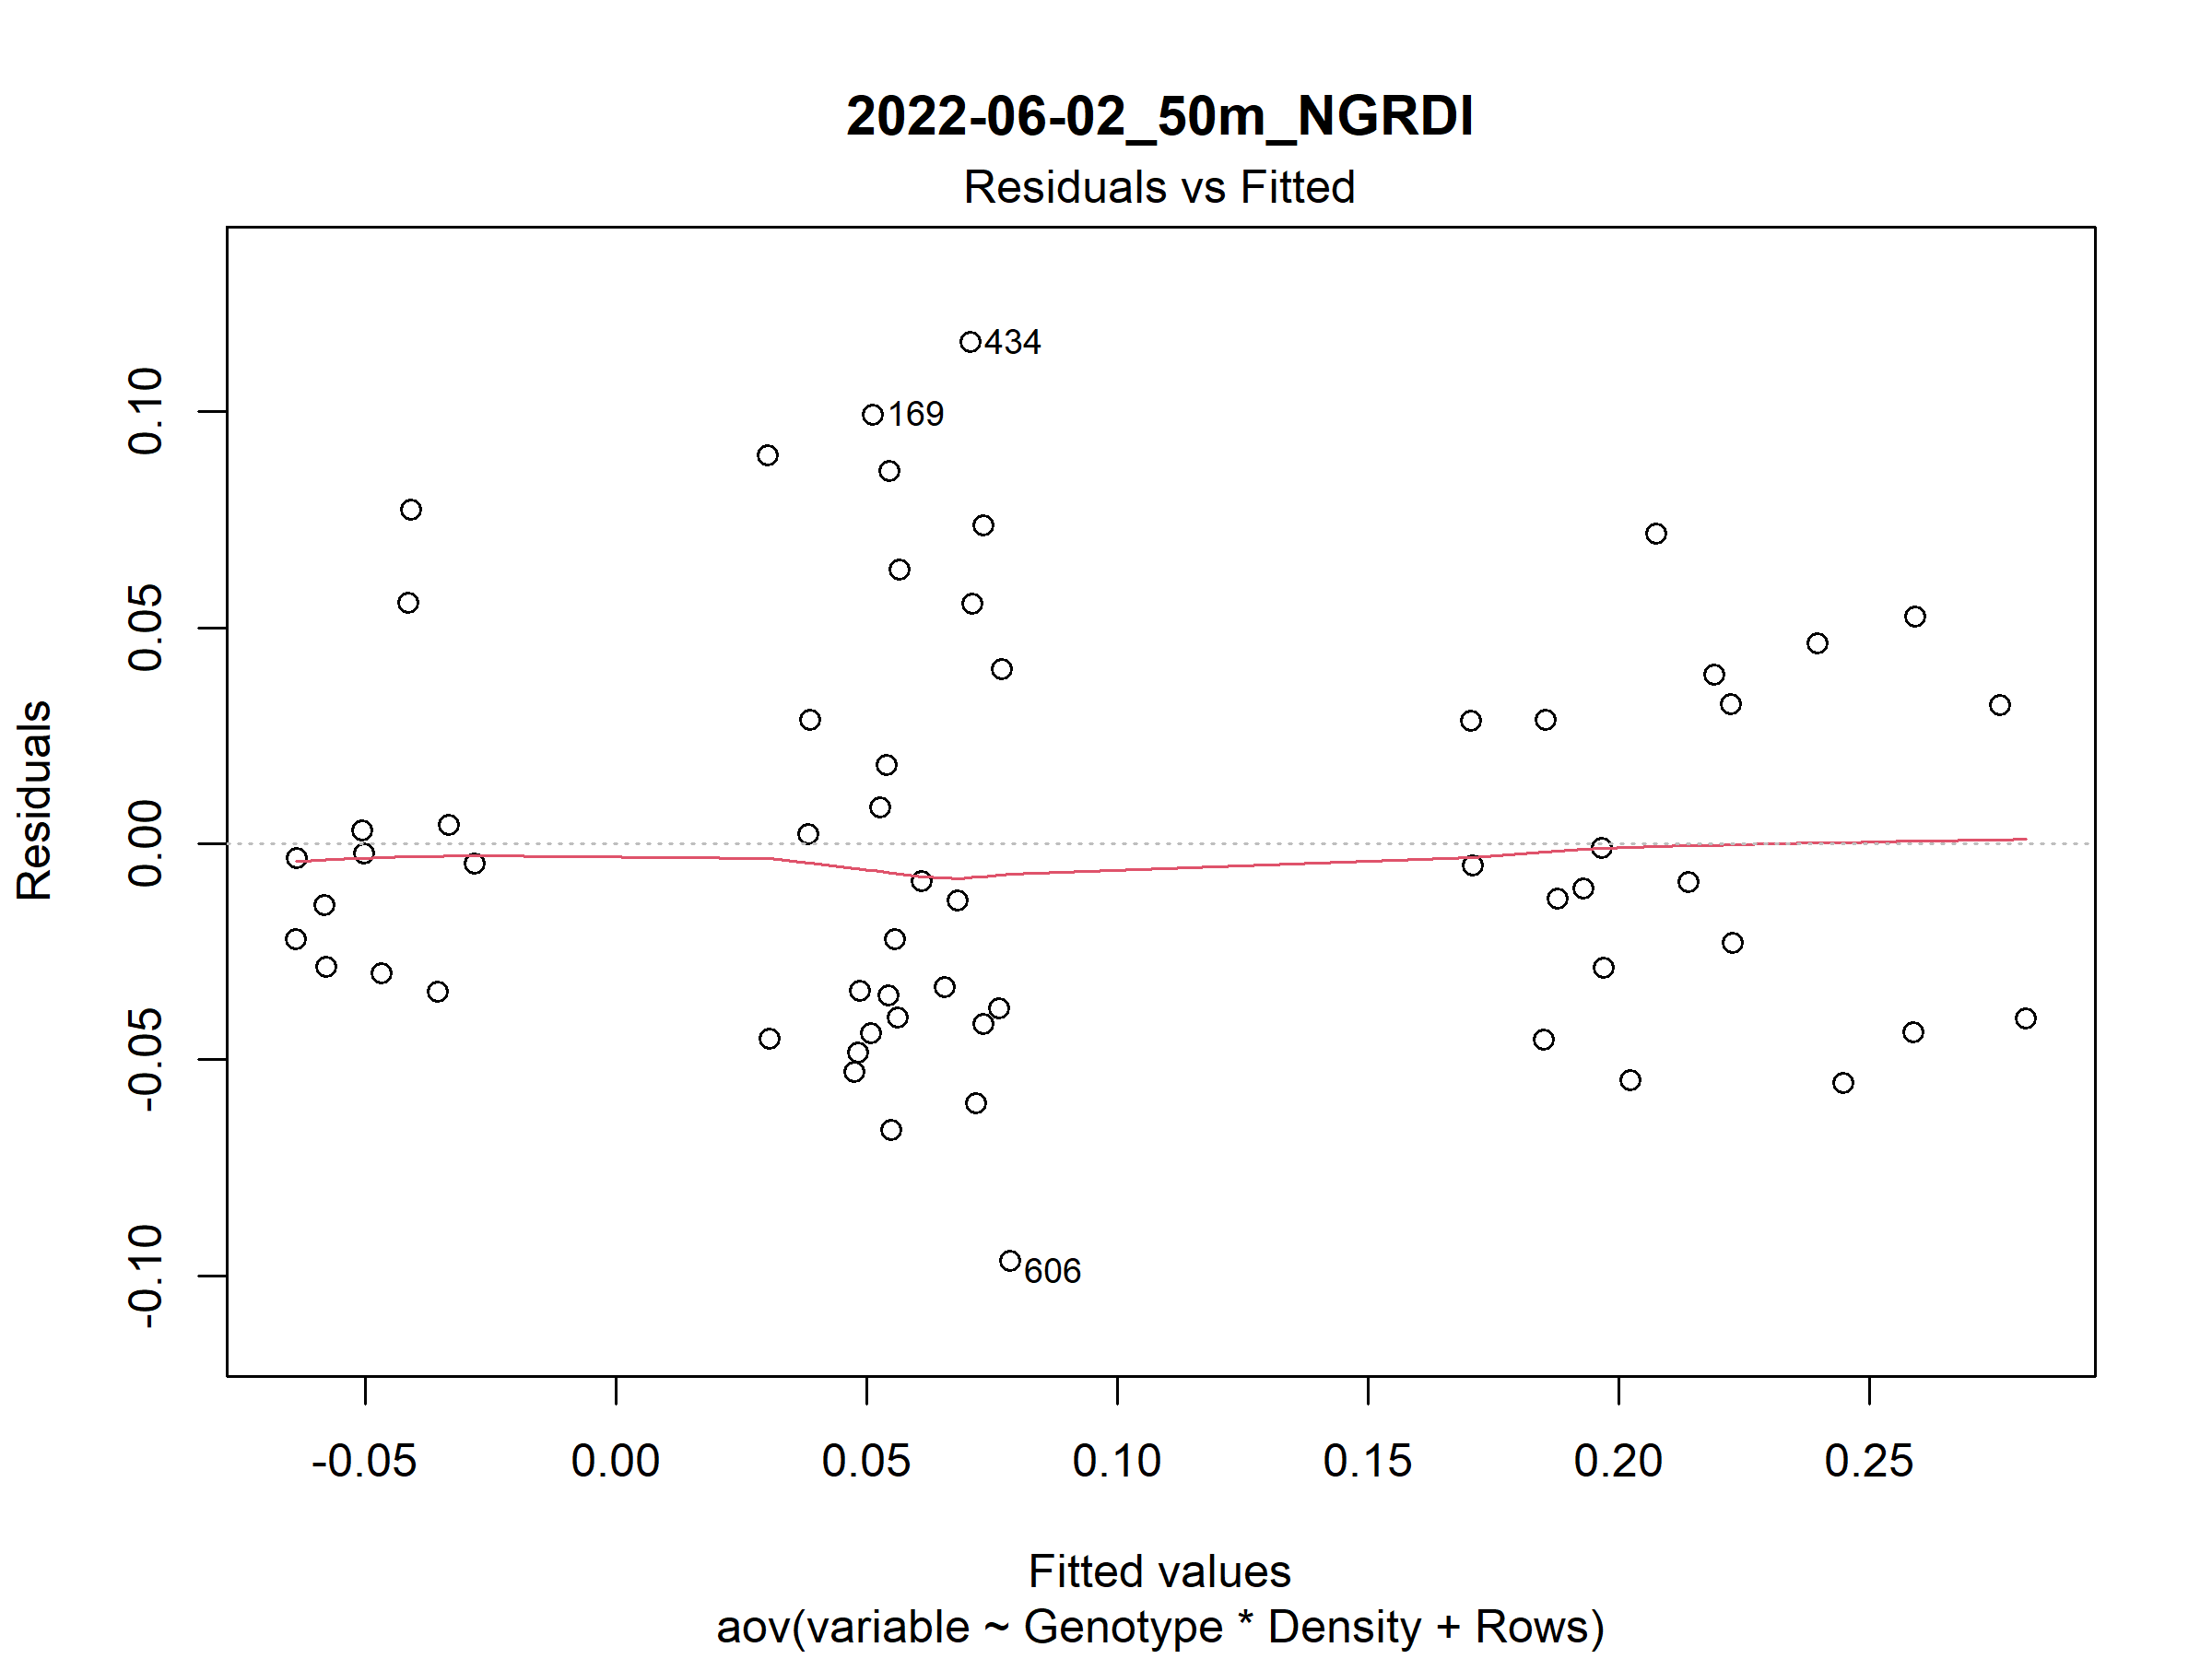 2022-06-02_50m_NGRDI
Residuals vs Fitted
434
169
606
0.10
0.05
0.00
-0.05
-0.10
Residuals
-0.05 0.00 0.05 0.10 0.15 0.20 0.25
Fitted values
aov(variable ~ Genotype * Density + Rows)